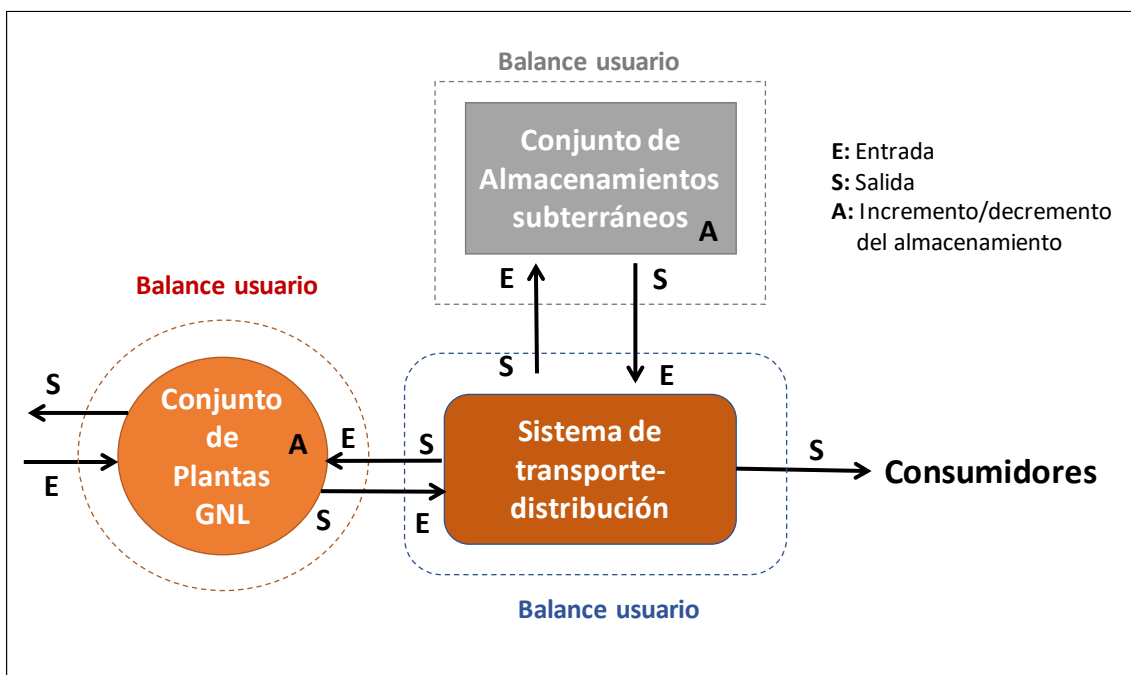 Balance usuario
Conjunto de
Almacenamientos
subterráneos
A
E: Entrada
S: Salida
A: Incremento/decremento
del almacenamiento
E
S
Balance usuario
S
E
S
E
Conjunto
de
Plantas
GNL
A
E
S
S
E
Sistema de
transporte-
distribución
S
Consumidores
Balance usuario